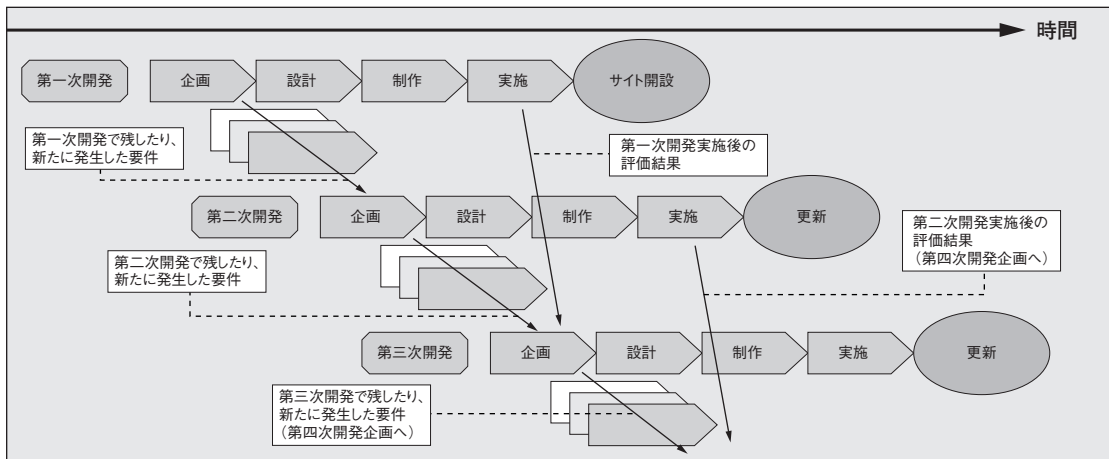 時間
第一次開発
企画
設計
制作
実施
サイト開設
第一次開発で残したり、
新たに発生した要件
第一次開発実施後の
評価結果
第二次開発
企画
設計
制作
実施
更新
第二次開発実施後の
評価結果
（第四次開発企画へ）
第二次開発で残したり、
新たに発生した要件
第三次開発
企画
設計
制作
実施
更新
第三次開発で残したり、
新たに発生した要件
（第四次開発企画へ）